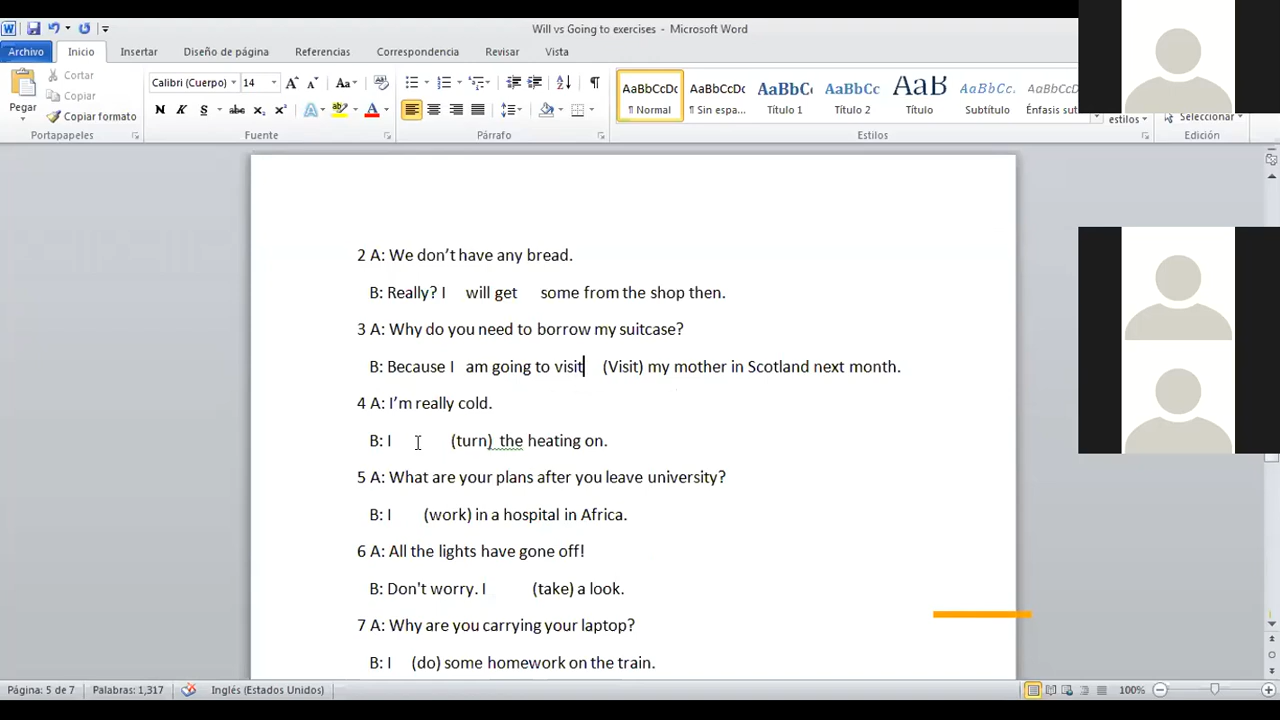 Will vs Going to exercises - Microsoft Word
Archivo Inicio Insertar Diseño de página Referencias Correspondencia Revisar Vista
Cortar
Calibri (Cuerpo) 14 Aa
Copiar
Pegar
Copiar formato
N K S abc x₂ x² A A
AaBbCcDc AaBbCcDc AaBbC AaBbCc AaB AaBbCc. AaBbCcD
¶ Normal ¶ Sin espa... Título 1 Título 2 Título Subtítulo Énfasis sut
estilos Seleccionar
Portapapeles Fuente Párrafo Estilos Edición
2 A: We don’t have any bread.
B: Really? I will get some from the shop then.
3 A: Why do you need to borrow my suitcase?
B: Because I am going to visit (Visit) my mother in Scotland next month.
4 A: I’m really cold.
B: I (turn) the heating on.
5 A: What are your plans after you leave university?
B: I (work) in a hospital in Africa.
6 A: All the lights have gone off!
B: Don't worry. I (take) a look.
7 A: Why are you carrying your laptop?
B: I (do) some homework on the train.
Página: 5 de 7 Palabras: 1,317 Inglés (Estados Unidos) 100%